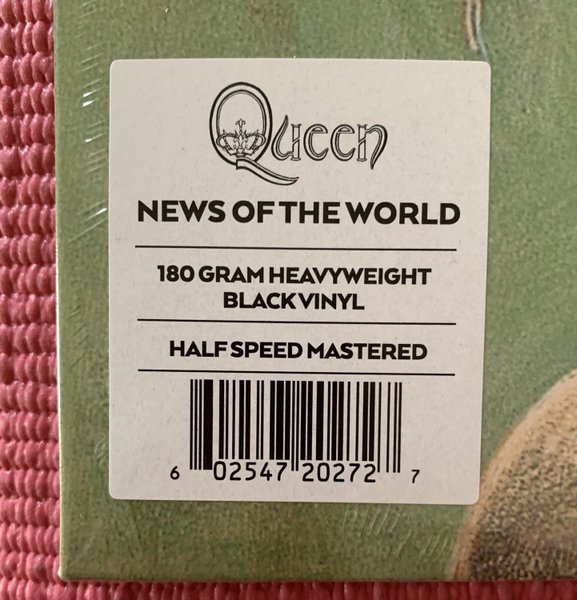 Queen
NEWS OF THE WORLD
180 GRAM HEAVYWEIGHT
BLACK VINYL
HALF SPEED MASTERED
6 02547 20272 7